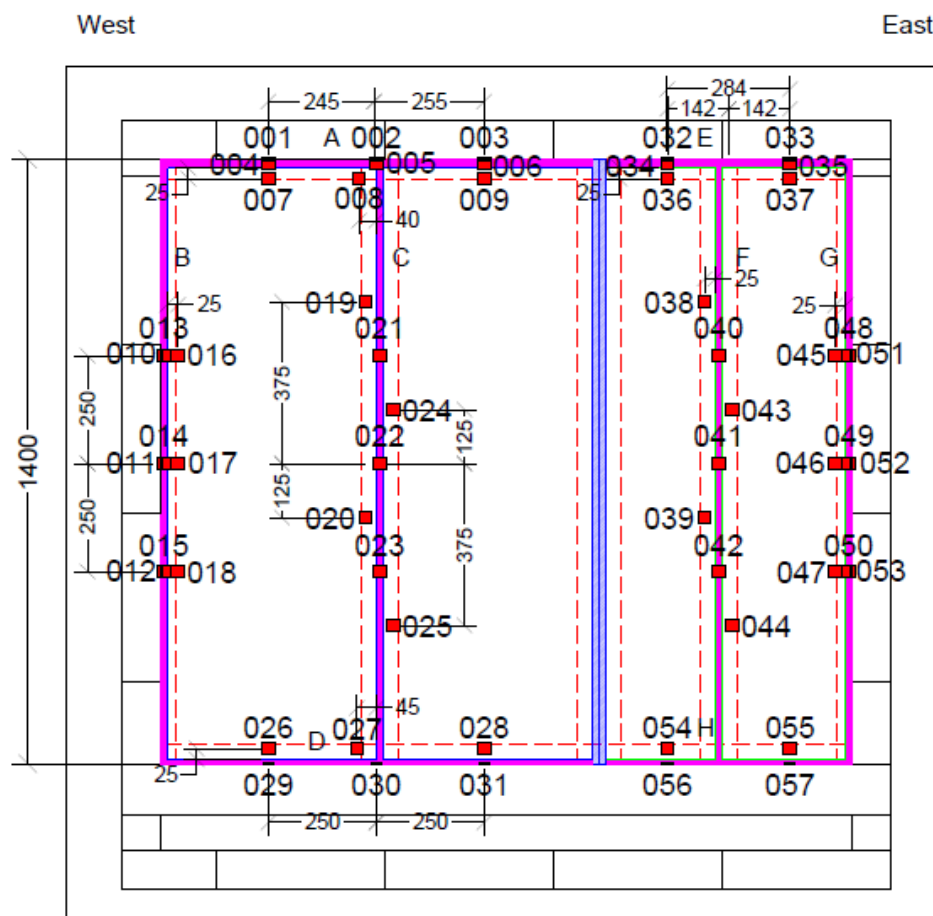 West East
284
245 255 142 142
001 A 002 003 032 E 033
004 005 006 034 035
25 007 008 009 25 036 037
40
B C F G
25 019 038 25 25
013 021 040 048
010 016 045 051
375
250 024 125 043
1400
014 022 041 049
011 017 046 052
125
250 020 375 039
015 023 042 050
012 018 047 053
025 044
45
026 D 027 028 054 H 055
25
029 030 031 056 057
250 250